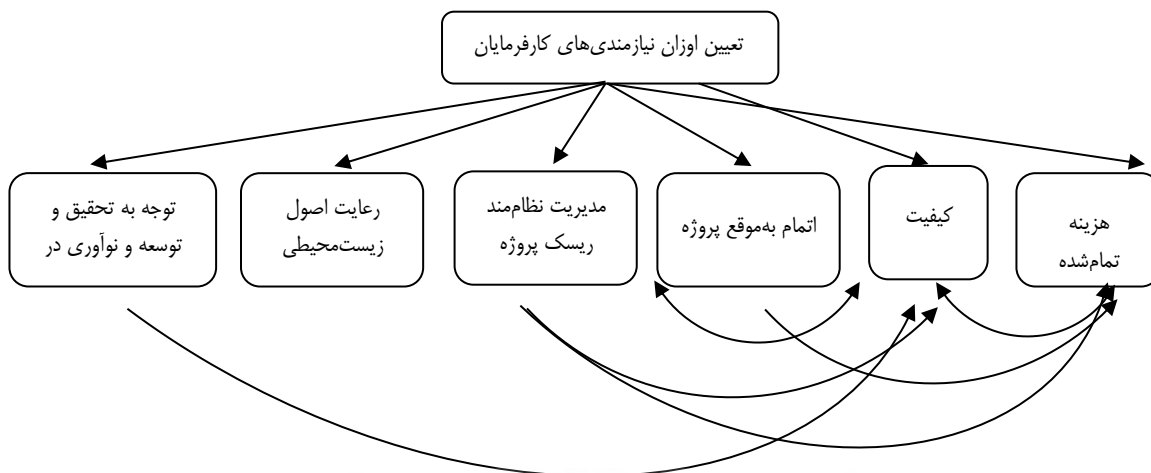 تعیین اوزان نیازمندی‌های کارفرمایان
هزینه
تمام‌شده
کیفیت
اتمام به‌موقع پروژه
مدیریت نظام‌مند
ریسک پروژه
رعایت اصول
زیست‌محیطی
توجه به تحقیق و
توسعه و نوآوری در